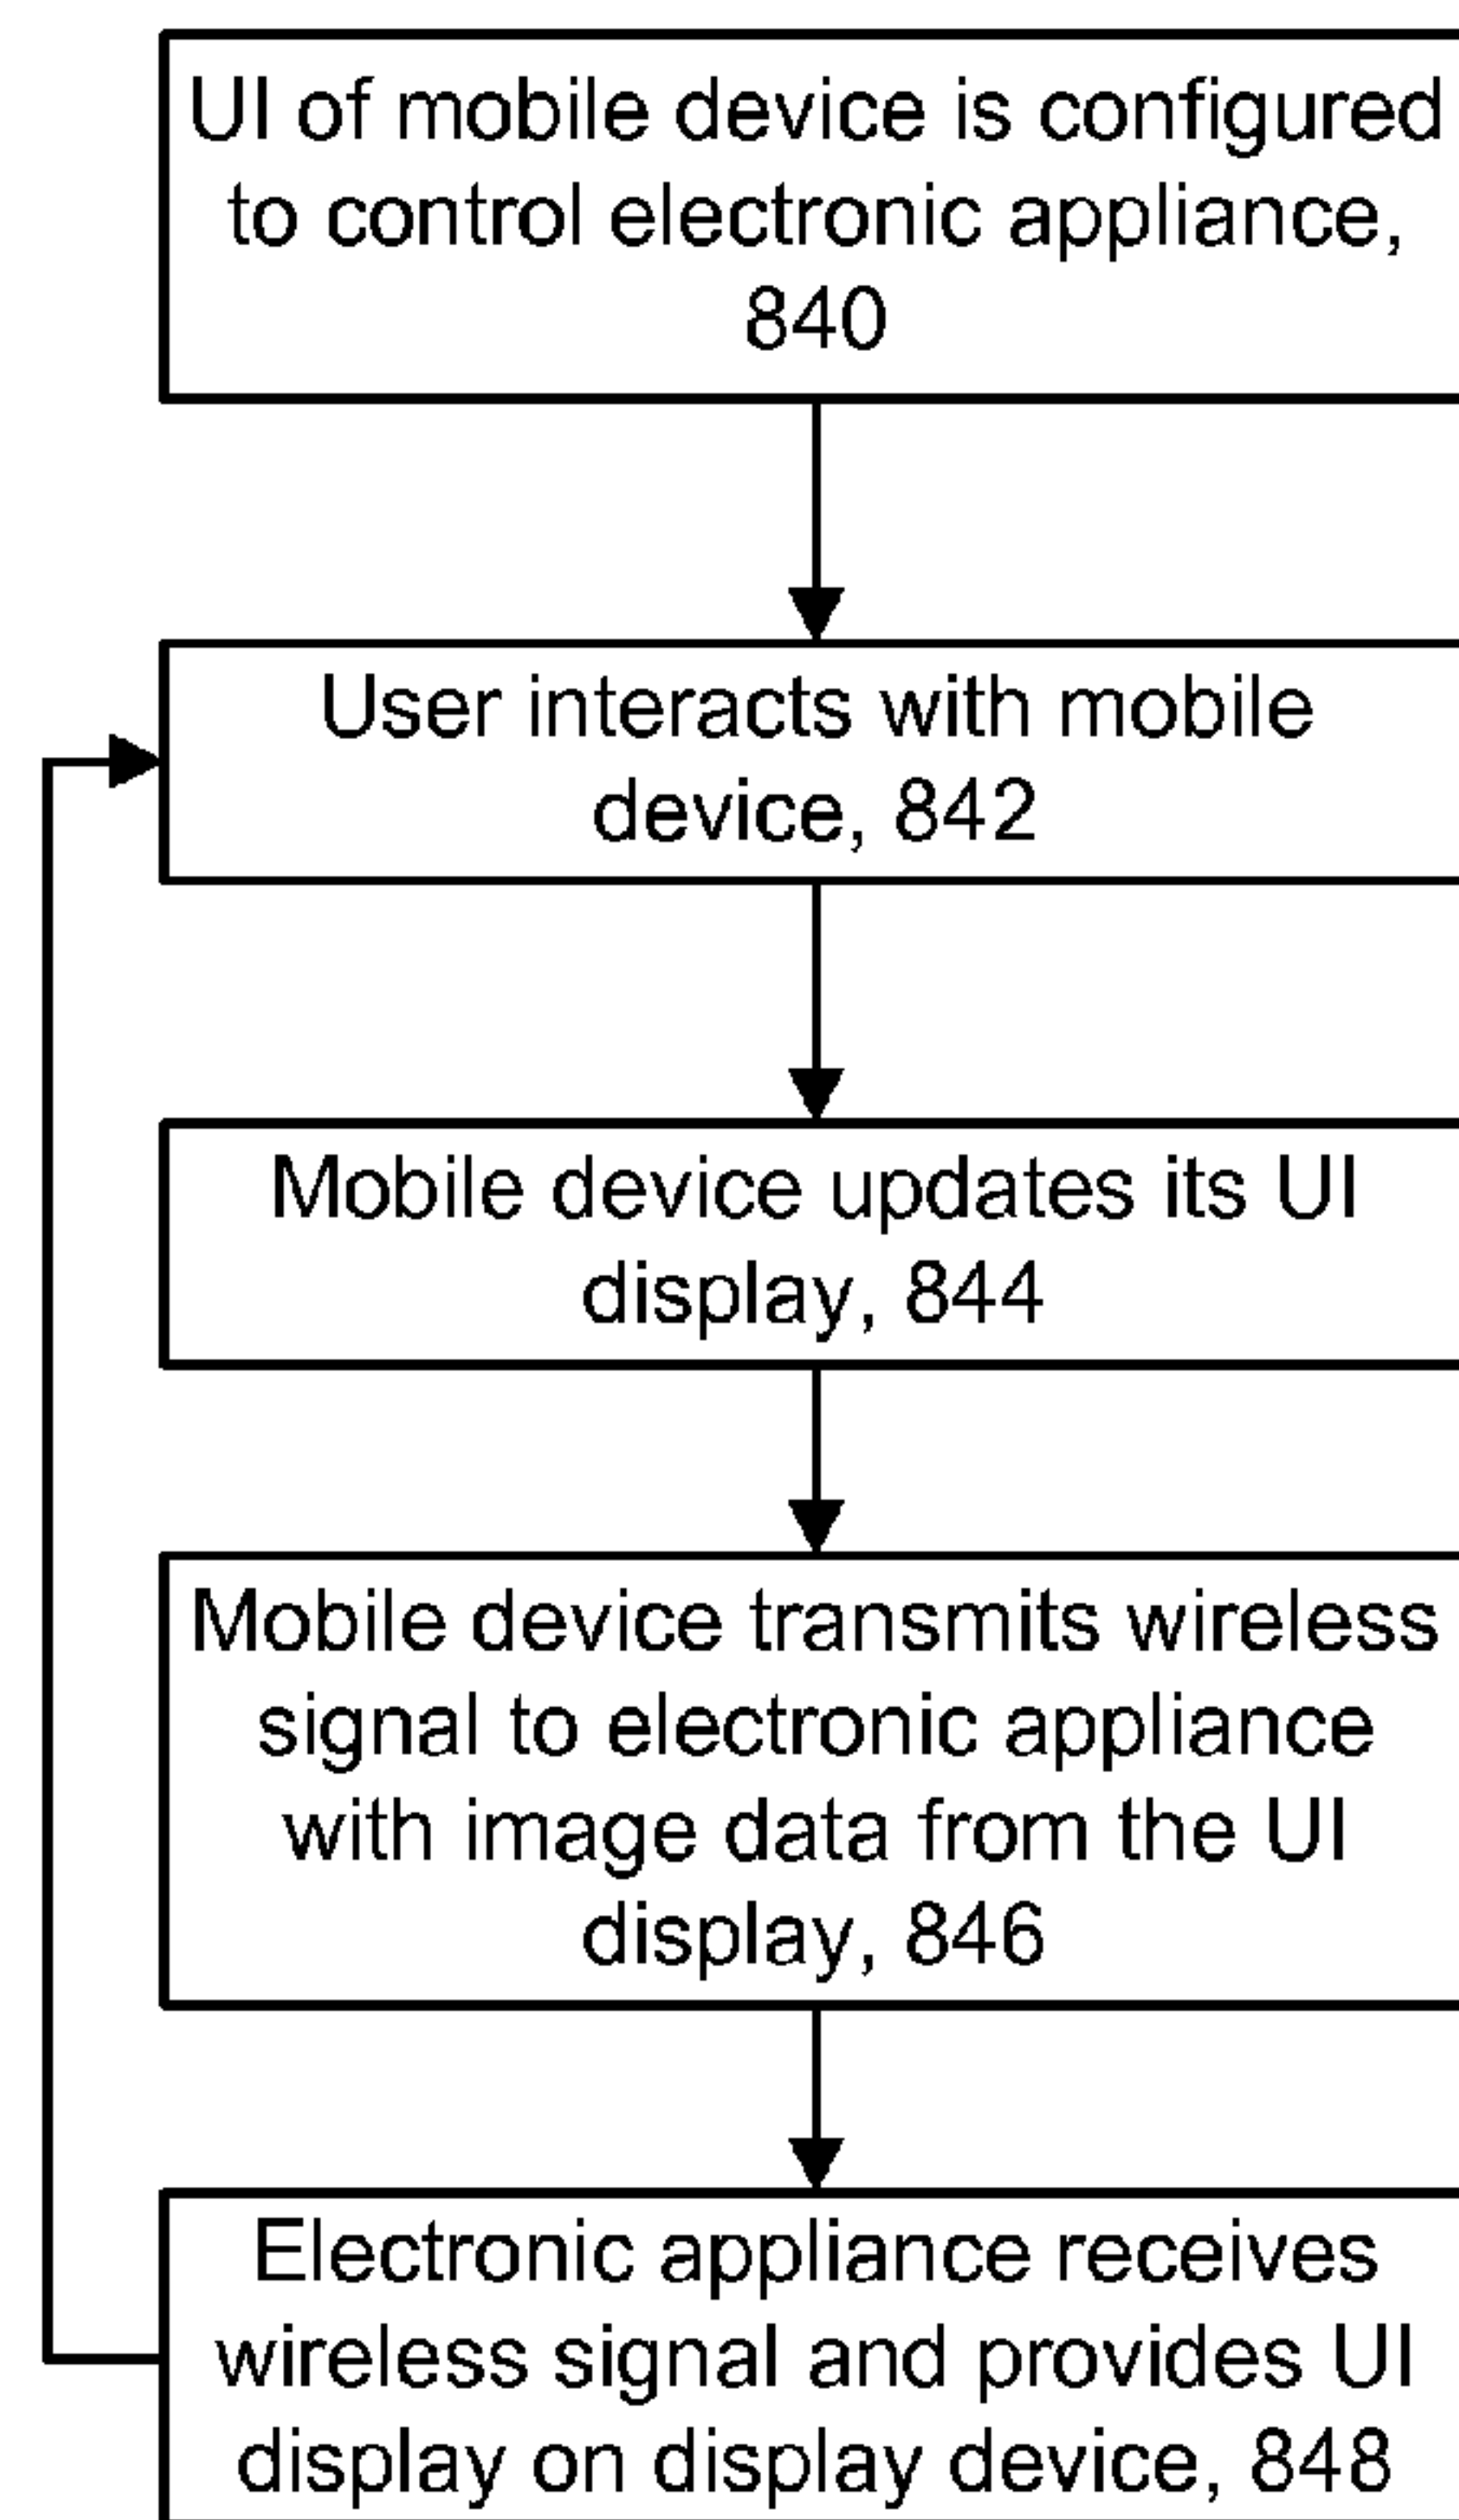 UI of mobile device is configured
to control electronic appliance,
840
User interacts with mobile
device, 842
Mobile device updates its UI
display, 844
Mobile device transmits wireless
signal to electronic appliance
with image data from the UI
display, 846
Electronic appliance receives
wireless signal and provides UI
display on display device, 848